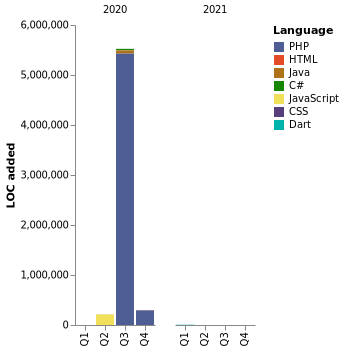 2020
2021
6,000,000
5,000,000
4,000,000
3,000,000
2,000,000
1,000,000
0
LOC added
Q1
Q2
Q3
Q4
Q1
Q2
Q3
Q4
Language
PHP
HTML
Java
C#
JavaScript
CSS
Dart